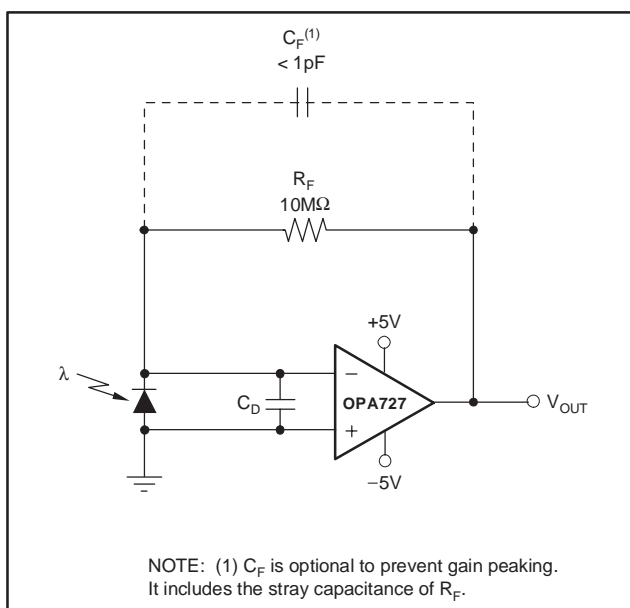 C_F^(1)
< 1pF
R_F
10MΩ
+5V
λ
−
C_D
OPA727
+
V_OUT
−5V
NOTE: (1) C_F is optional to prevent gain peaking.
It includes the stray capacitance of R_F.